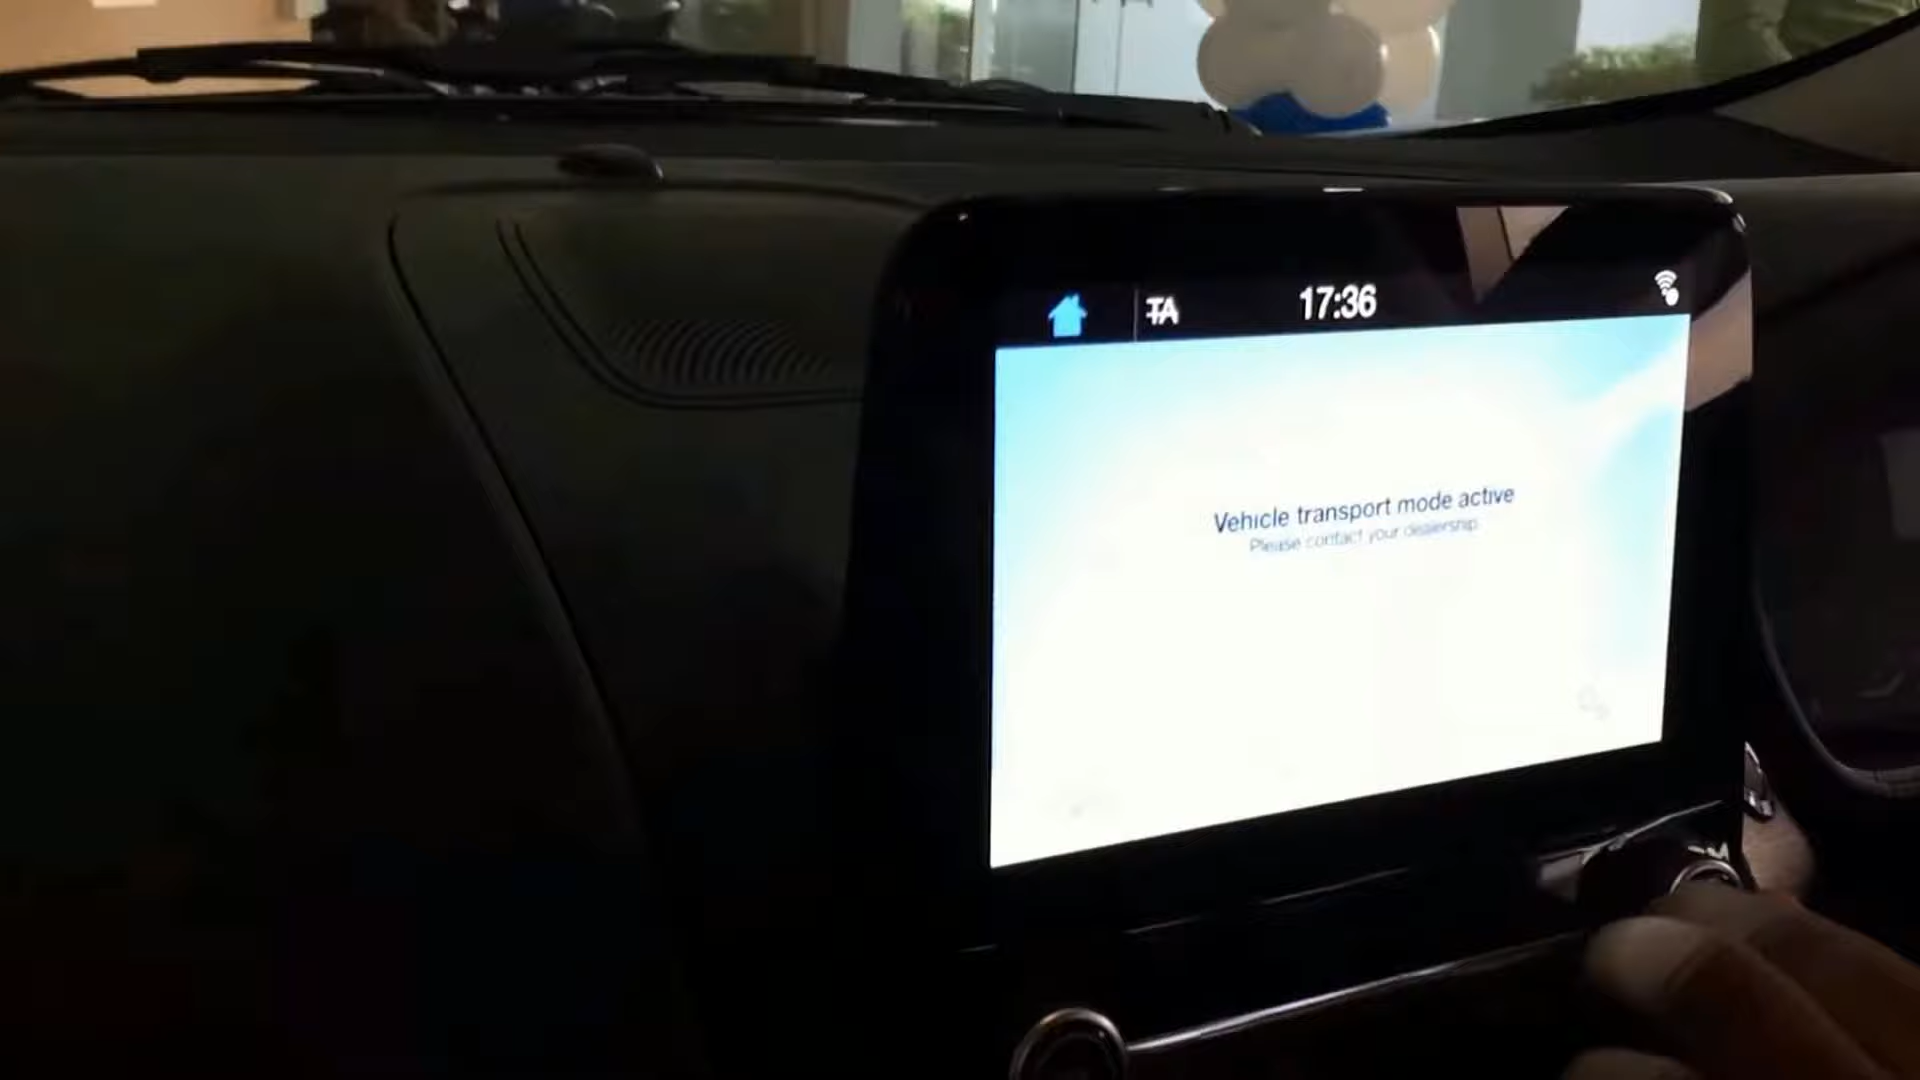 TA 17:36
Vehicle transport mode active
Please contact your dealership